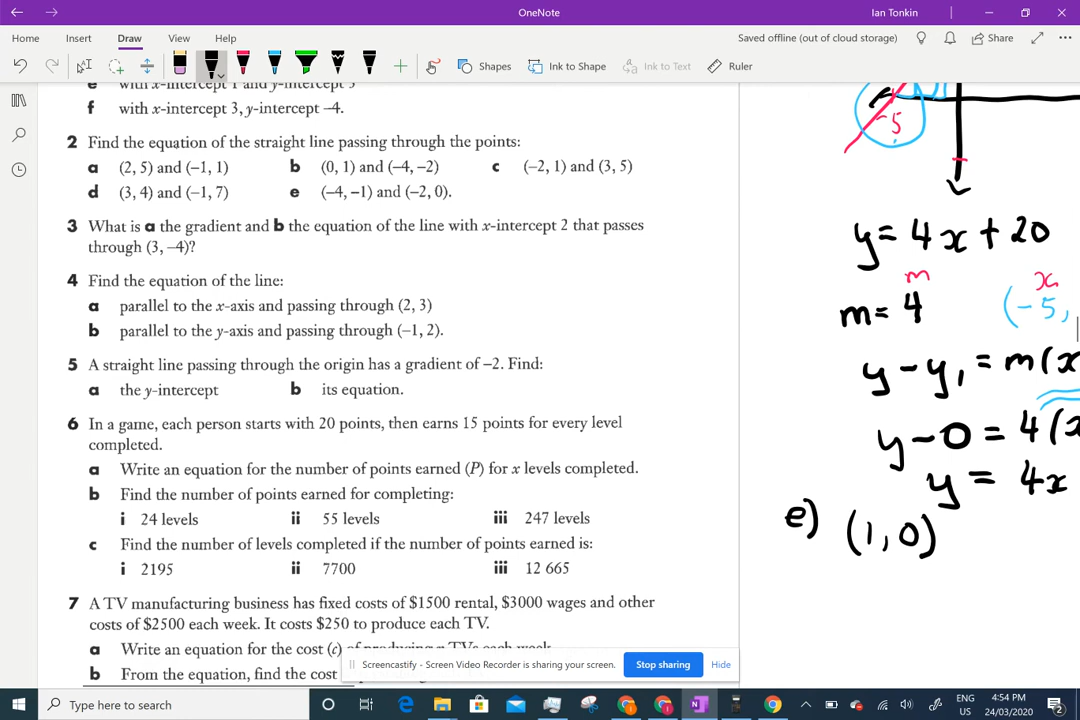 OneNote
Ian Tonkin
Home Insert Draw View Help
Saved offline (out of cloud storage)
Share
Shapes Ink to Shape Ink to Text Ruler
e with x-intercept 1 and y-intercept 3
f with x-intercept 3, y-intercept –4.
2 Find the equation of the straight line passing through the points:
a (2, 5) and (–1, 1) b (0, 1) and (–4, –2) c (–2, 1) and (3, 5)
d (3, 4) and (–1, 7) e (–4, –1) and (–2, 0).
3 What is a the gradient and b the equation of the line with x-intercept 2 that passes
through (3, –4)?
4 Find the equation of the line:
a parallel to the x-axis and passing through (2, 3)
b parallel to the y-axis and passing through (–1, 2).
5 A straight line passing through the origin has a gradient of –2. Find:
a the y-intercept b its equation.
6 In a game, each person starts with 20 points, then earns 15 points for every level
completed.
a Write an equation for the number of points earned (P) for x levels completed.
b Find the number of points earned for completing:
i 24 levels ii 55 levels iii 247 levels
c Find the number of levels completed if the number of points earned is:
i 2195 ii 7700 iii 12 665
7 A TV manufacturing business has fixed costs of $1500 rental, $3000 wages and other
costs of $2500 each week. It costs $250 to produce each TV.
a Write an equation for the cost (c) of producing x TVs each week.
b From the equation, find the cost
-5
y = 4x + 20
m x
m = 4 (-5,
y - y₁ = m(x
y - 0 = 4(x
y = 4x
e) (1, 0)
Screencastify - Screen Video Recorder is sharing your screen. Stop sharing Hide
Type here to search
ENG
US
4:54 PM
24/03/2020
2